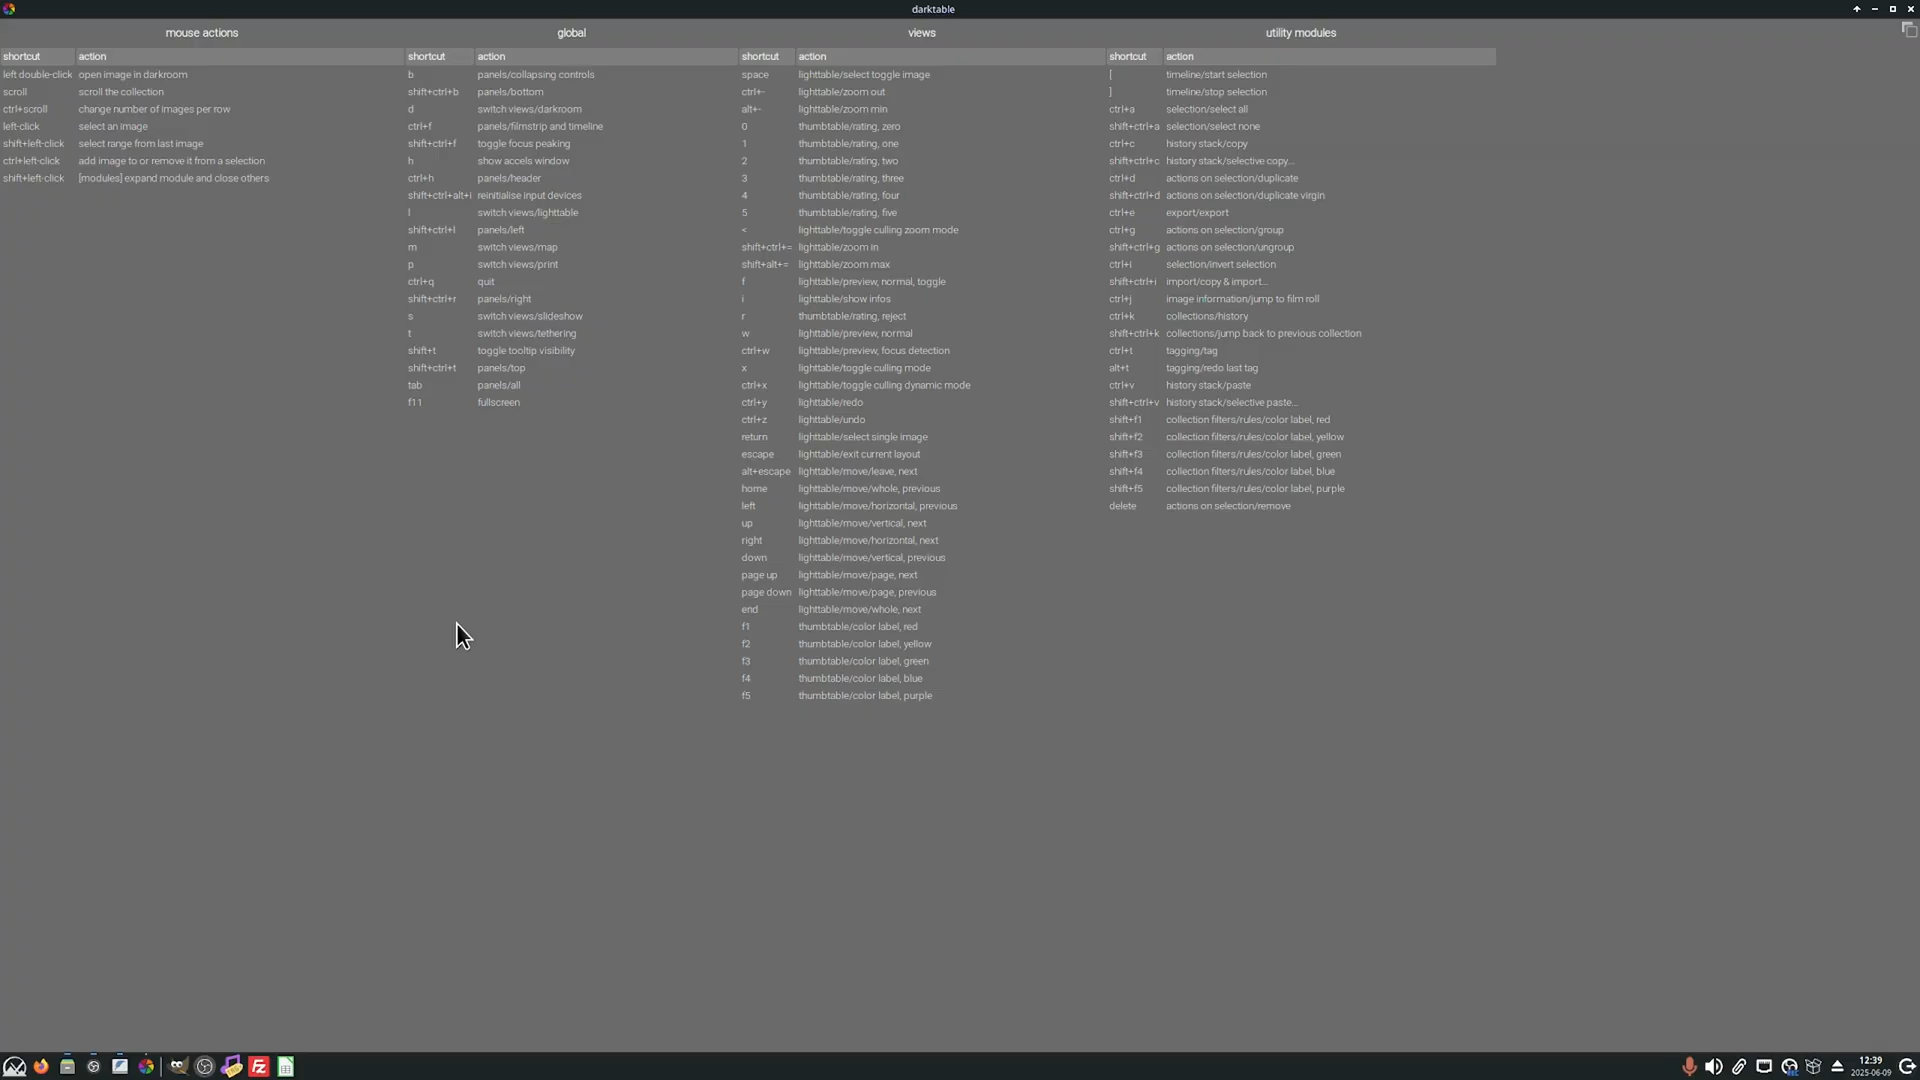 darktable
mouse actions
shortcut action
left double-click open image in darkroom
scroll scroll the collection
ctrl+scroll change number of images per row
left-click select an image
shift+left-click select range from last image
ctrl+left-click add image to or remove it from a selection
shift+left-click [modules] expand module and close others
global
shortcut action
b panels/collapsing controls
shift+ctrl+b panels/bottom
d switch views/darkroom
ctrl+f panels/filmstrip and timeline
shift+ctrl+f toggle focus peaking
h show accels window
ctrl+h panels/header
shift+ctrl+alt+i reinitialise input devices
l switch views/lighttable
shift+ctrl+l panels/left
m switch views/map
p switch views/print
ctrl+q quit
shift+ctrl+r panels/right
s switch views/slideshow
t switch views/tethering
shift+t toggle tooltip visibility
shift+ctrl+t panels/top
tab panels/all
f11 fullscreen
views
shortcut action
space lighttable/select toggle image
ctrl+- lighttable/zoom out
alt+- lighttable/zoom min
0 thumbtable/rating, zero
1 thumbtable/rating, one
2 thumbtable/rating, two
3 thumbtable/rating, three
4 thumbtable/rating, four
5 thumbtable/rating, five
< lighttable/toggle culling zoom mode
shift+ctrl+= lighttable/zoom in
shift+alt+= lighttable/zoom max
f lighttable/preview, normal, toggle
i lighttable/show infos
r thumbtable/rating, reject
w lighttable/preview, normal
ctrl+w lighttable/preview, focus detection
x lighttable/toggle culling mode
ctrl+x lighttable/toggle culling dynamic mode
ctrl+y lighttable/redo
ctrl+z lighttable/undo
return lighttable/select single image
escape lighttable/exit current layout
alt+escape lighttable/move/leave, next
home lighttable/move/whole, previous
left lighttable/move/horizontal, previous
up lighttable/move/vertical, next
right lighttable/move/horizontal, next
down lighttable/move/vertical, previous
page up lighttable/move/page, next
page down lighttable/move/page, previous
end lighttable/move/whole, next
f1 thumbtable/color label, red
f2 thumbtable/color label, yellow
f3 thumbtable/color label, green
f4 thumbtable/color label, blue
f5 thumbtable/color label, purple
utility modules
shortcut action
[ timeline/start selection
] timeline/stop selection
ctrl+a selection/select all
shift+ctrl+a selection/select none
ctrl+c history stack/copy
shift+ctrl+c history stack/selective copy...
ctrl+d actions on selection/duplicate
shift+ctrl+d actions on selection/duplicate virgin
ctrl+e export/export
ctrl+g actions on selection/group
shift+ctrl+g actions on selection/ungroup
ctrl+i selection/invert selection
shift+ctrl+i import/copy & import...
ctrl+j image information/jump to film roll
ctrl+k collections/history
shift+ctrl+k collections/jump back to previous collection
ctrl+t tagging/tag
alt+t tagging/redo last tag
ctrl+v history stack/paste
shift+ctrl+v history stack/selective paste...
shift+f1 collection filters/rules/color label, red
shift+f2 collection filters/rules/color label, yellow
shift+f3 collection filters/rules/color label, green
shift+f4 collection filters/rules/color label, blue
shift+f5 collection filters/rules/color label, purple
delete actions on selection/remove
FZ
12:39
2025-06-09